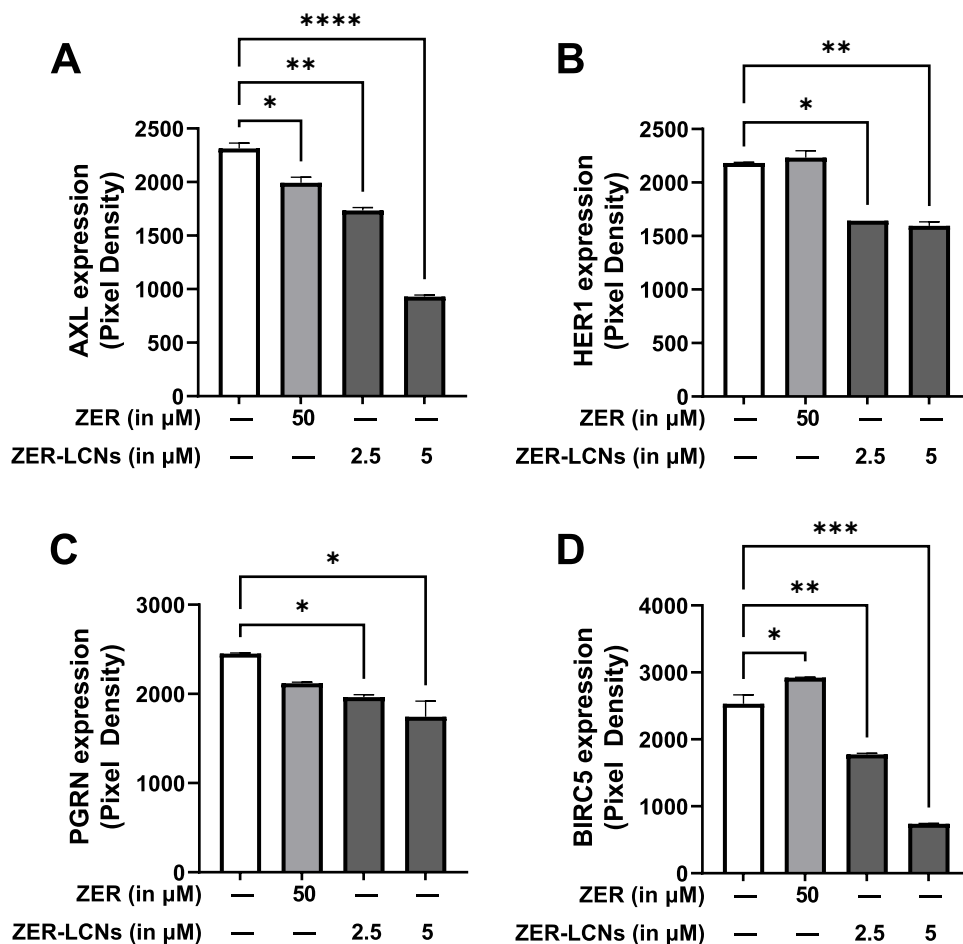 A
****
**
*
AXL expression
(Pixel Density)
2500
2000
1500
1000
500
0
ZER (in µM) — 50 — —
ZER-LCNs (in µM) — — 2.5 5
B
**
*
HER1 expression
(Pixel Density)
2500
2000
1500
1000
500
0
ZER (in µM) — 50 — —
ZER-LCNs (in µM) — — 2.5 5
C
*
*
PGRN expression
(Pixel Density)
3000
2000
1000
0
ZER (in µM) — 50 — —
ZER-LCNs (in µM) — — 2.5 5
D
***
**
*
BIRC5 expression
(Pixel Density)
4000
3000
2000
1000
0
ZER (in µM) — 50 — —
ZER-LCNs (in µM) — — 2.5 5